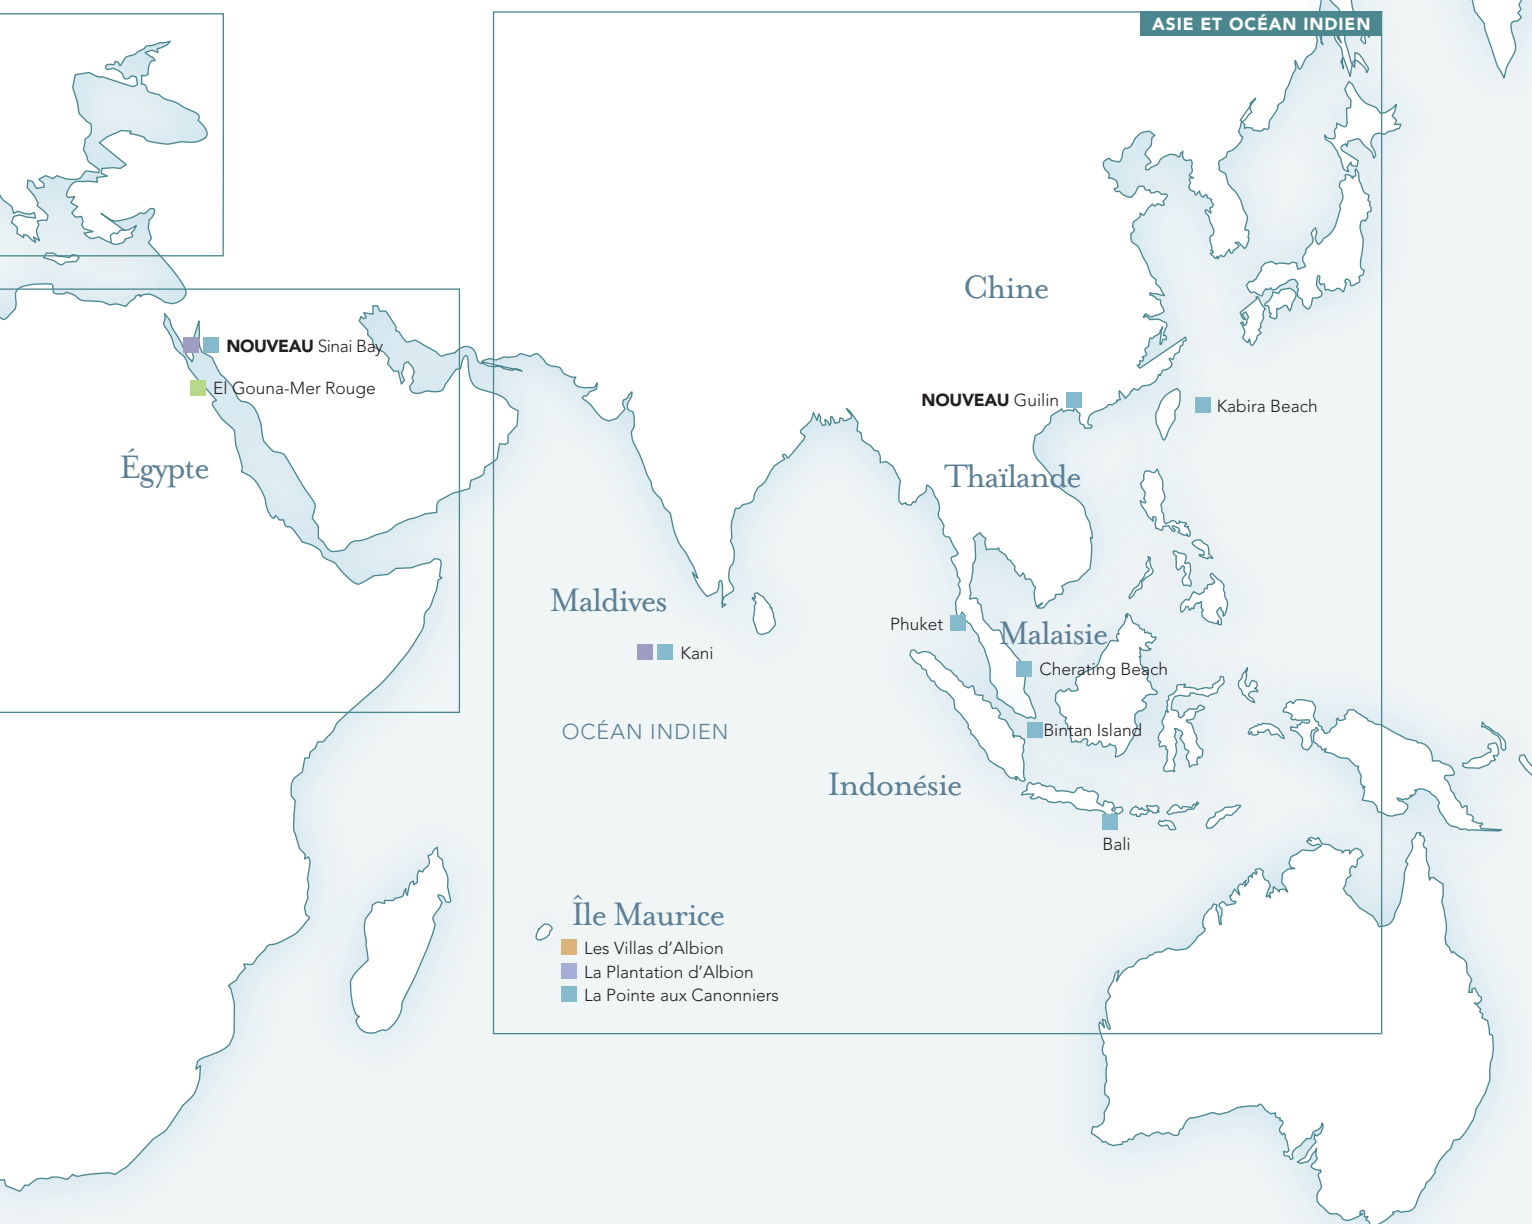 ASIE ET OCÉAN INDIEN
Chine
NOUVEAU Sinai Bay
El Gouna-Mer Rouge
NOUVEAU Guilin
Kabira Beach
Égypte
Thaïlande
Maldives
Phuket
Malaisie
Kani
Cherating Beach
OCÉAN INDIEN
Bintan Island
Indonésie
Bali
Île Maurice
Les Villas d’Albion
La Plantation d’Albion
La Pointe aux Canonniers